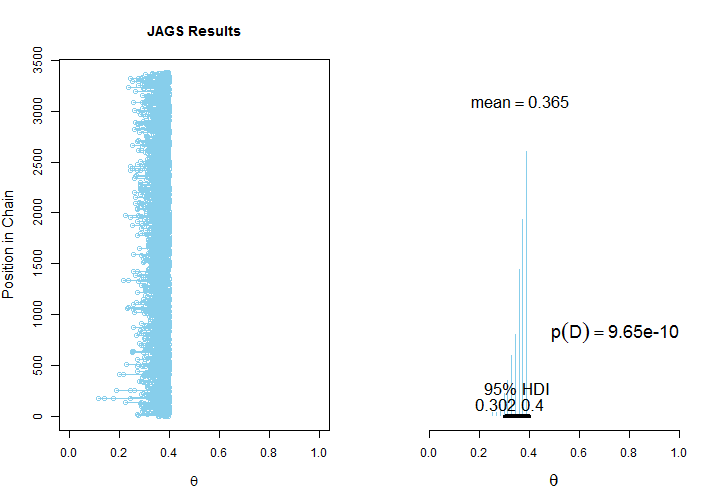 JAGS Results
Position in Chain
3500
3000
2500
2000
1500
1000
500
0
0.0 0.2 0.4 0.6 0.8 1.0
θ
mean = 0.365
p(D) = 9.65e-10
95% HDI
0.302 0.4
0.0 0.2 0.4 0.6 0.8 1.0
θ